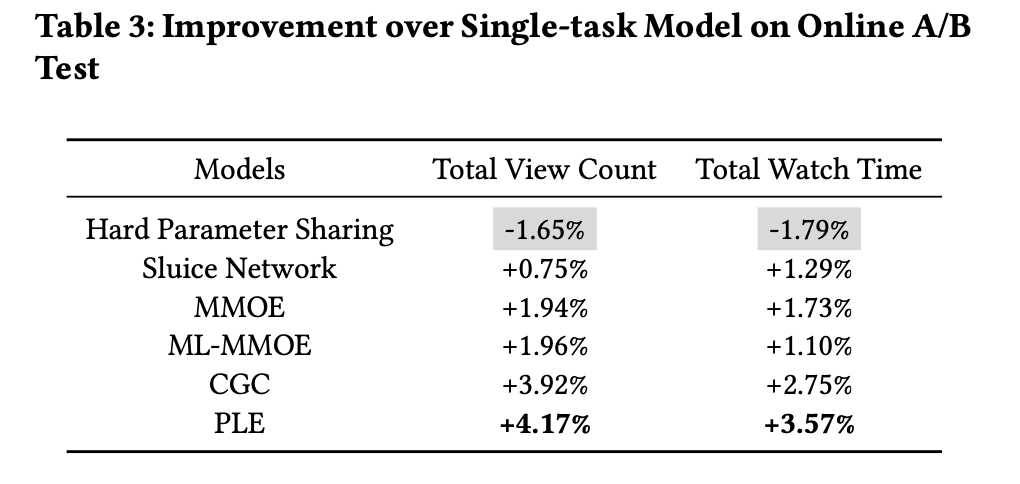 Table 3: Improvement over Single-task Model on Online A/B
Test
Models Total View Count Total Watch Time
Hard Parameter Sharing -1.65% -1.79%
Sluice Network +0.75% +1.29%
MMOE +1.94% +1.73%
ML-MMOE +1.96% +1.10%
CGC +3.92% +2.75%
PLE +4.17% +3.57%